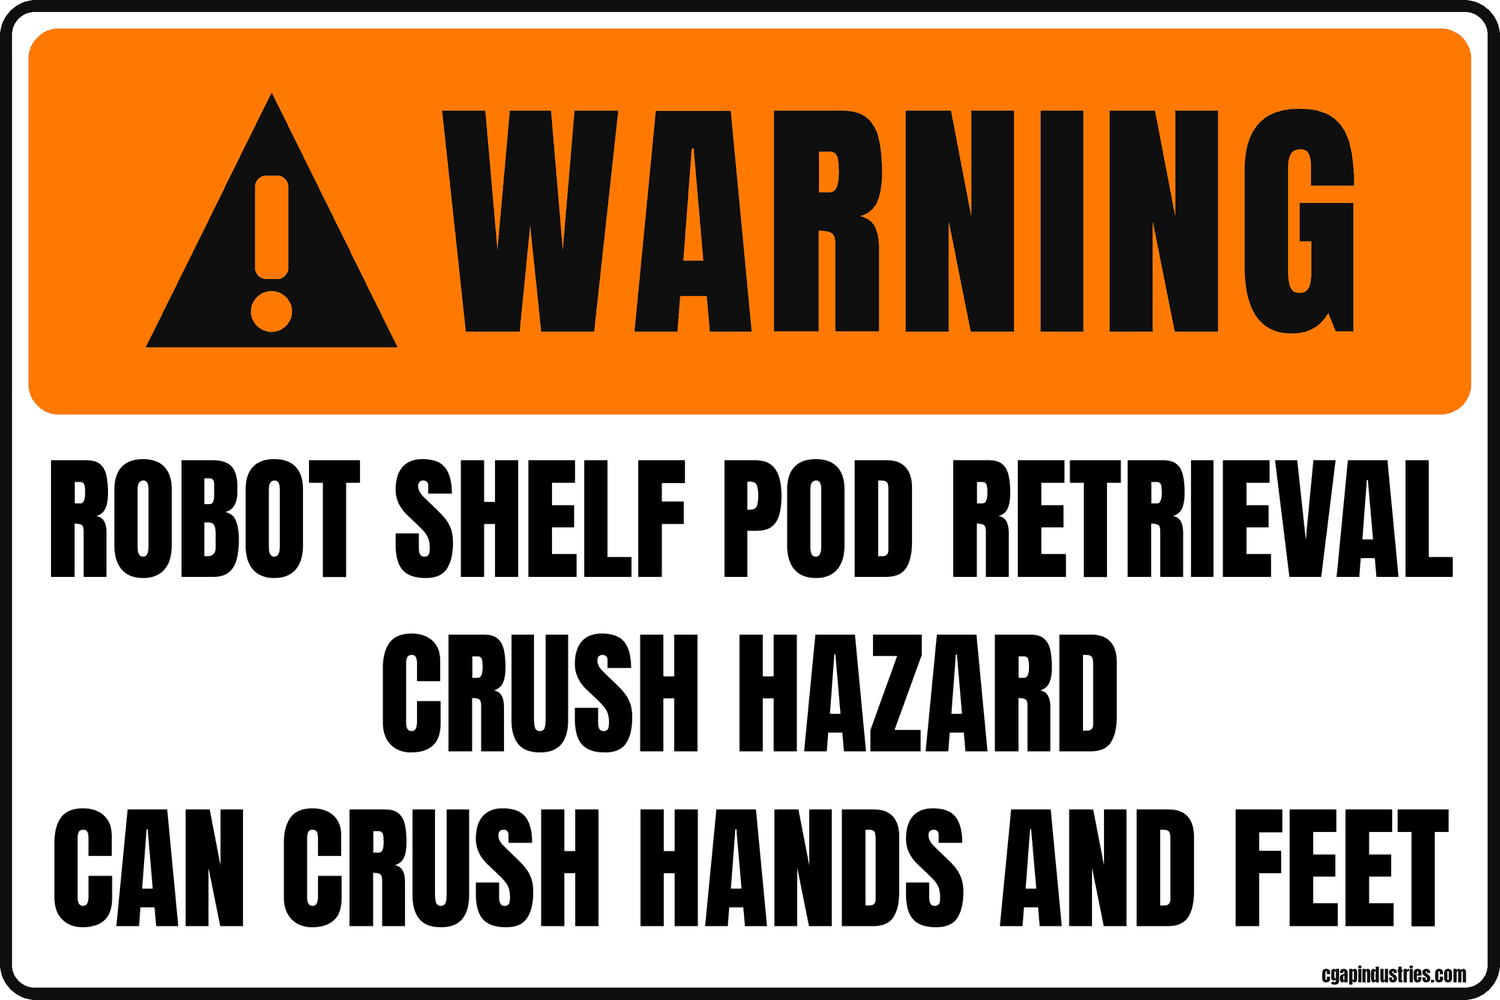 WARNING
ROBOT SHELF POD RETRIEVAL
CRUSH HAZARD
CAN CRUSH HANDS AND FEET
cgapindustries.com